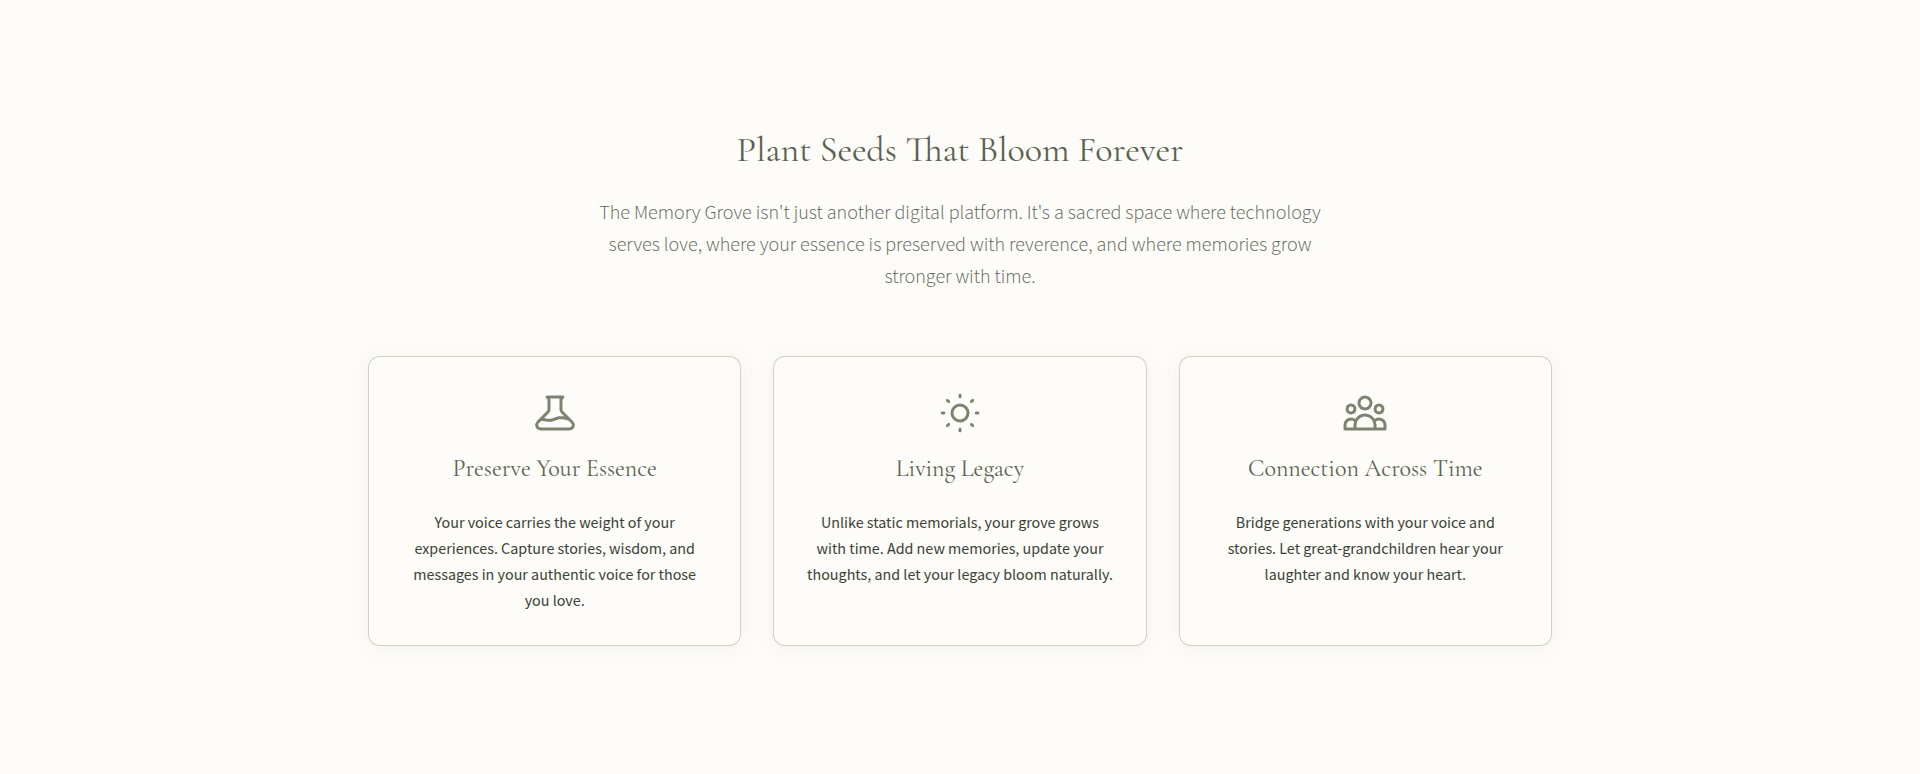 Plant Seeds That Bloom Forever
The Memory Grove isn't just another digital platform. It's a sacred space where technology
serves love, where your essence is preserved with reverence, and where memories grow
stronger with time.
Preserve Your Essence
Your voice carries the weight of your
experiences. Capture stories, wisdom, and
messages in your authentic voice for those
you love.
Living Legacy
Unlike static memorials, your grove grows
with time. Add new memories, update your
thoughts, and let your legacy bloom naturally.
Connection Across Time
Bridge generations with your voice and
stories. Let great-grandchildren hear your
laughter and know your heart.